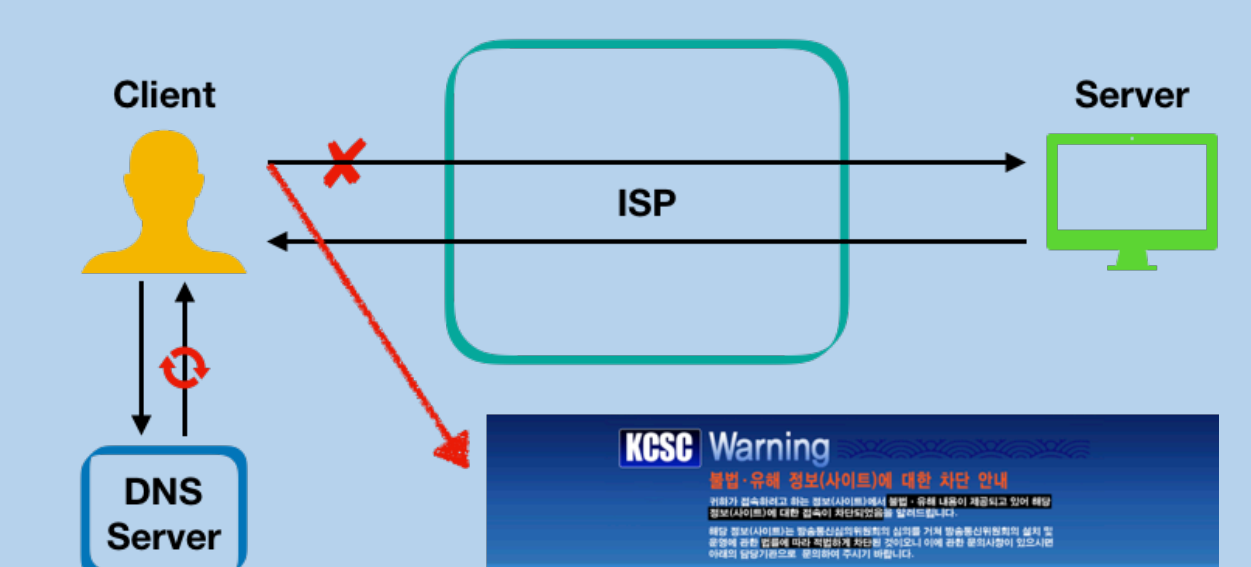 Client
Server
ISP
DNS
Server
KCSC Warning
불법·유해 정보(사이트)에 대한 차단 안내
귀하가 접속하려고 하는 정보(사이트)에서 불법·유해 내용이 제공되고 있어 해당
정보(사이트)에 대한 접속이 차단되었음을 알려드립니다.
해당 정보(사이트)는 방송통신심의위원회의 심의를 거쳐 방송통신위원회의 설치 및
운영에 관한 법률에 따라 적법하게 차단된 것이오니 이에 관한 문의사항이 있으시면
아래의 담당기관으로 문의하여 주시기 바랍니다.